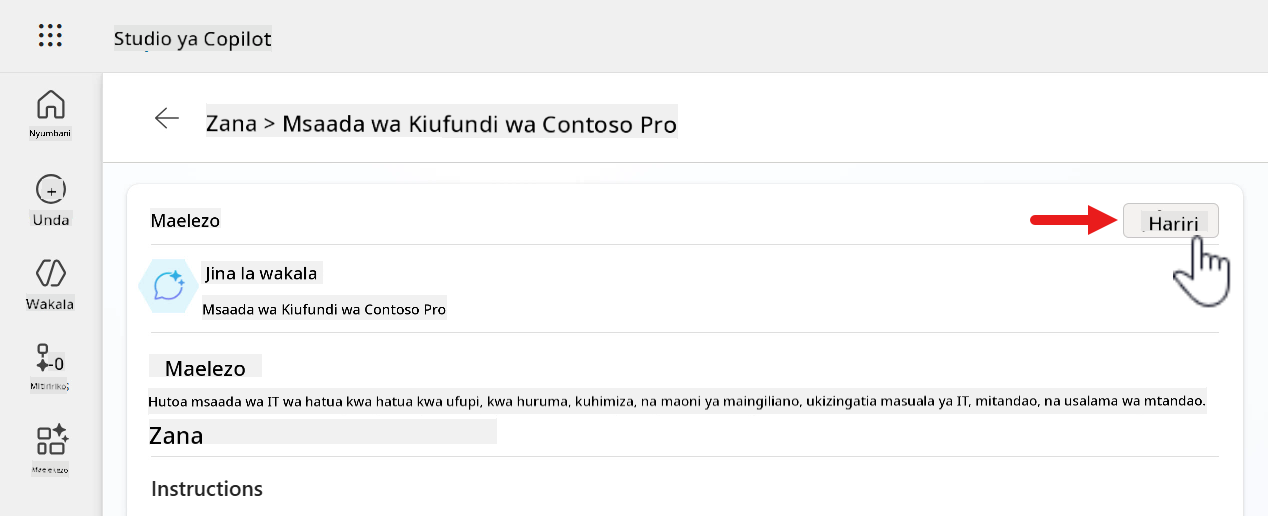 Studio ya Copilot
Nyumbani
Zana > Msaada wa Kiufundi wa Contoso Pro
Unda
Maelezo
Hariri
Wakala
Jina la wakala
Msaada wa Kiufundi wa Contoso Pro
Maelezo
Hutoa msaada wa IT wa hatua kwa hatua kwa ufupi, kwa huruma, kuhimiza, na maoni ya maingiliano, ukizingatia masuala ya IT, mitandao, na usalama wa mtandao.
Zana
Instructions